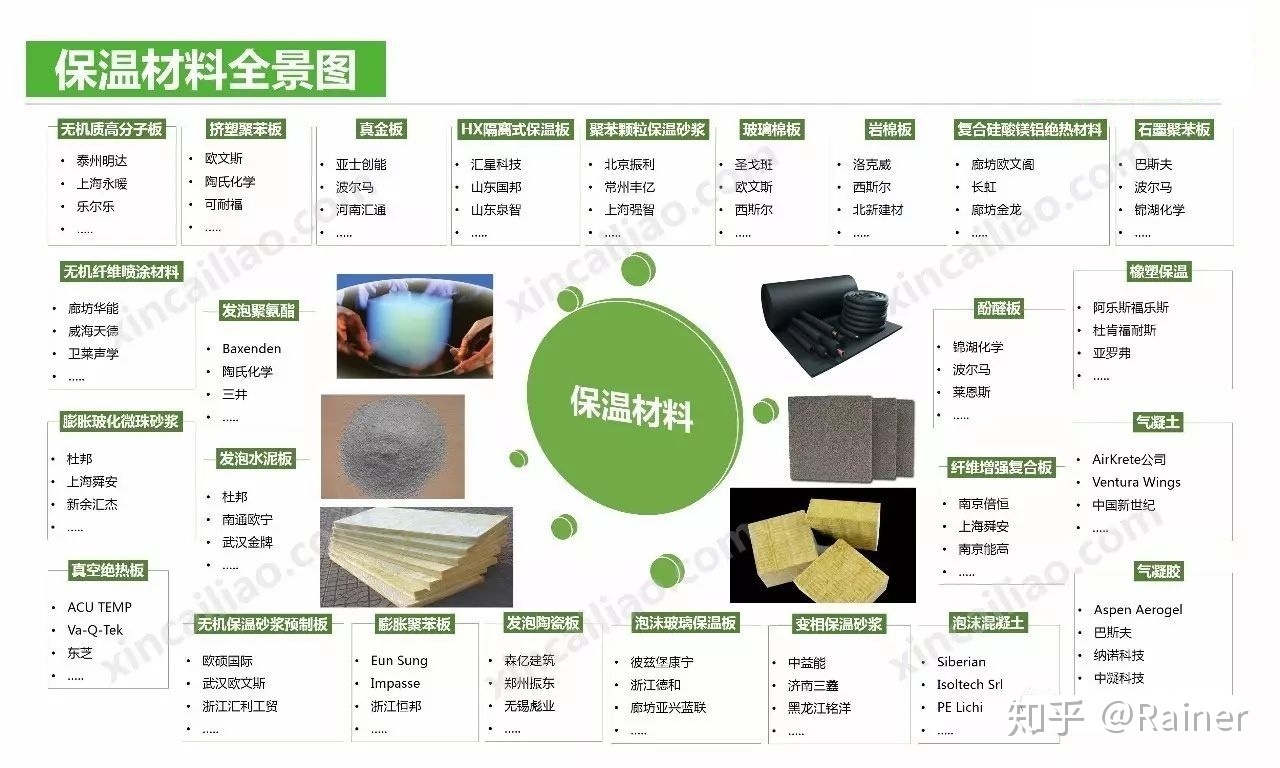 保温材料全景图
无机质高分子板
泰州明达
上海永暖
乐尔乐
.....
挤塑聚苯板
欧文斯
陶氏化学
可耐福
.....
真金板
亚士创能
波尔马
河南汇通
.....
HX隔离式保温板
汇星科技
山东国邦
山东泉智
.....
聚苯颗粒保温砂浆
北京振利
常州丰亿
上海强智
.....
玻璃棉板
圣戈班
欧文斯
西斯尔
.....
岩棉板
洛克威
西斯尔
北新建材
.....
复合硅酸镁铝绝热材料
廊坊欧文阁
长虹
廊坊金龙
.....
石墨聚苯板
巴斯夫
波尔马
锦湖化学
.....
无机纤维喷涂材料
廊坊华能
威海天德
卫莱声学
.....
发泡聚氨酯
Baxenden
陶氏化学
三井
.....
保温材料
酚醛板
锦湖化学
波尔马
莱恩斯
.....
橡塑保温
阿乐斯福乐斯
杜肯福耐斯
亚罗弗
.....
膨胀玻化微珠砂浆
杜邦
上海舜安
新余汇杰
.....
发泡水泥板
杜邦
南通欧宁
武汉金牌
.....
纤维增强复合板
南京倍恒
上海舜安
南京能高
.....
气凝土
AirKrete公司
Ventura Wings
中国新世纪
.....
真空绝热板
ACU TEMP
Va-Q-Tek
东芝
.....
无机保温砂浆预制板
欧硕国际
武汉欧文斯
浙江汇利工贸
.....
膨胀聚苯板
Eun Sung
Impasse
浙江恒邦
.....
发泡陶瓷板
森亿建筑
郑州振东
无锡彪业
.....
泡沫玻璃保温板
彼兹堡康宁
浙江德和
廊坊亚兴蓝联
.....
变相保温砂浆
中益能
济南三鑫
黑龙江铭洋
.....
泡沫混凝土
Siberian
Isoltech Srl
PE Lichi
.....
气凝胶
Aspen Aerogel
巴斯夫
纳诺科技
中凝科技
xincailiao.com
知乎 @Rainer